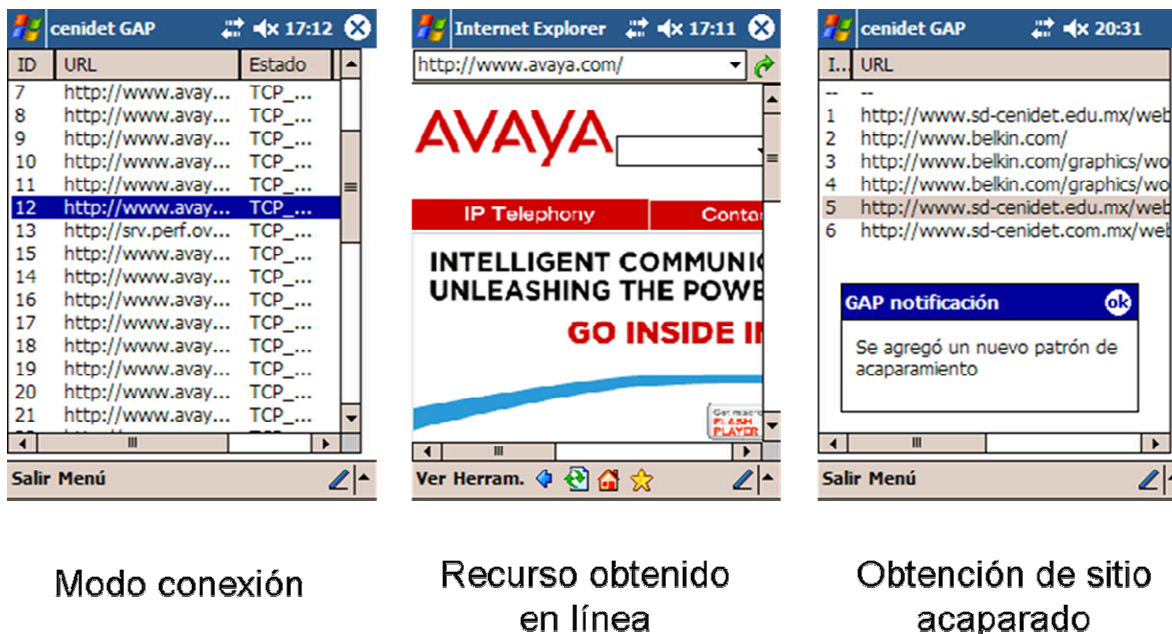 cenidet GAP 17:12
ID URL Estado
7 http://www.avay... TCP_...
8 http://www.avay... TCP_...
9 http://www.avay... TCP_...
10 http://www.avay... TCP_...
11 http://www.avay... TCP_...
12 http://www.avay... TCP_...
13 http://srv.perf.ov... TCP_...
15 http://www.avay... TCP_...
14 http://www.avay... TCP_...
16 http://www.avay... TCP_...
17 http://www.avay... TCP_...
18 http://www.avay... TCP_...
19 http://www.avay... TCP_...
20 http://www.avay... TCP_...
21 http://www.avay... TCP_...
Salir Menú
Modo conexión
Internet Explorer 17:11
http://www.avaya.com/
AVAYA
IP Telephony Conta
INTELLIGENT COMMUNI
UNLEASHING THE POWE
GO INSIDE I
FLASH
PLAYER
Ver Herram.
Recurso obtenido
en línea
cenidet GAP 20:31
I... URL
-- --
1 http://www.sd-cenidet.edu.mx/web
2 http://www.belkin.com/
3 http://www.belkin.com/graphics/wo
4 http://www.belkin.com/graphics/wo
5 http://www.sd-cenidet.edu.mx/web
6 http://www.sd-cenidet.com.mx/web
GAP notificación ok
Se agregó un nuevo patrón de
acaparamiento
Salir Menú
Obtención de sitio
acaparado